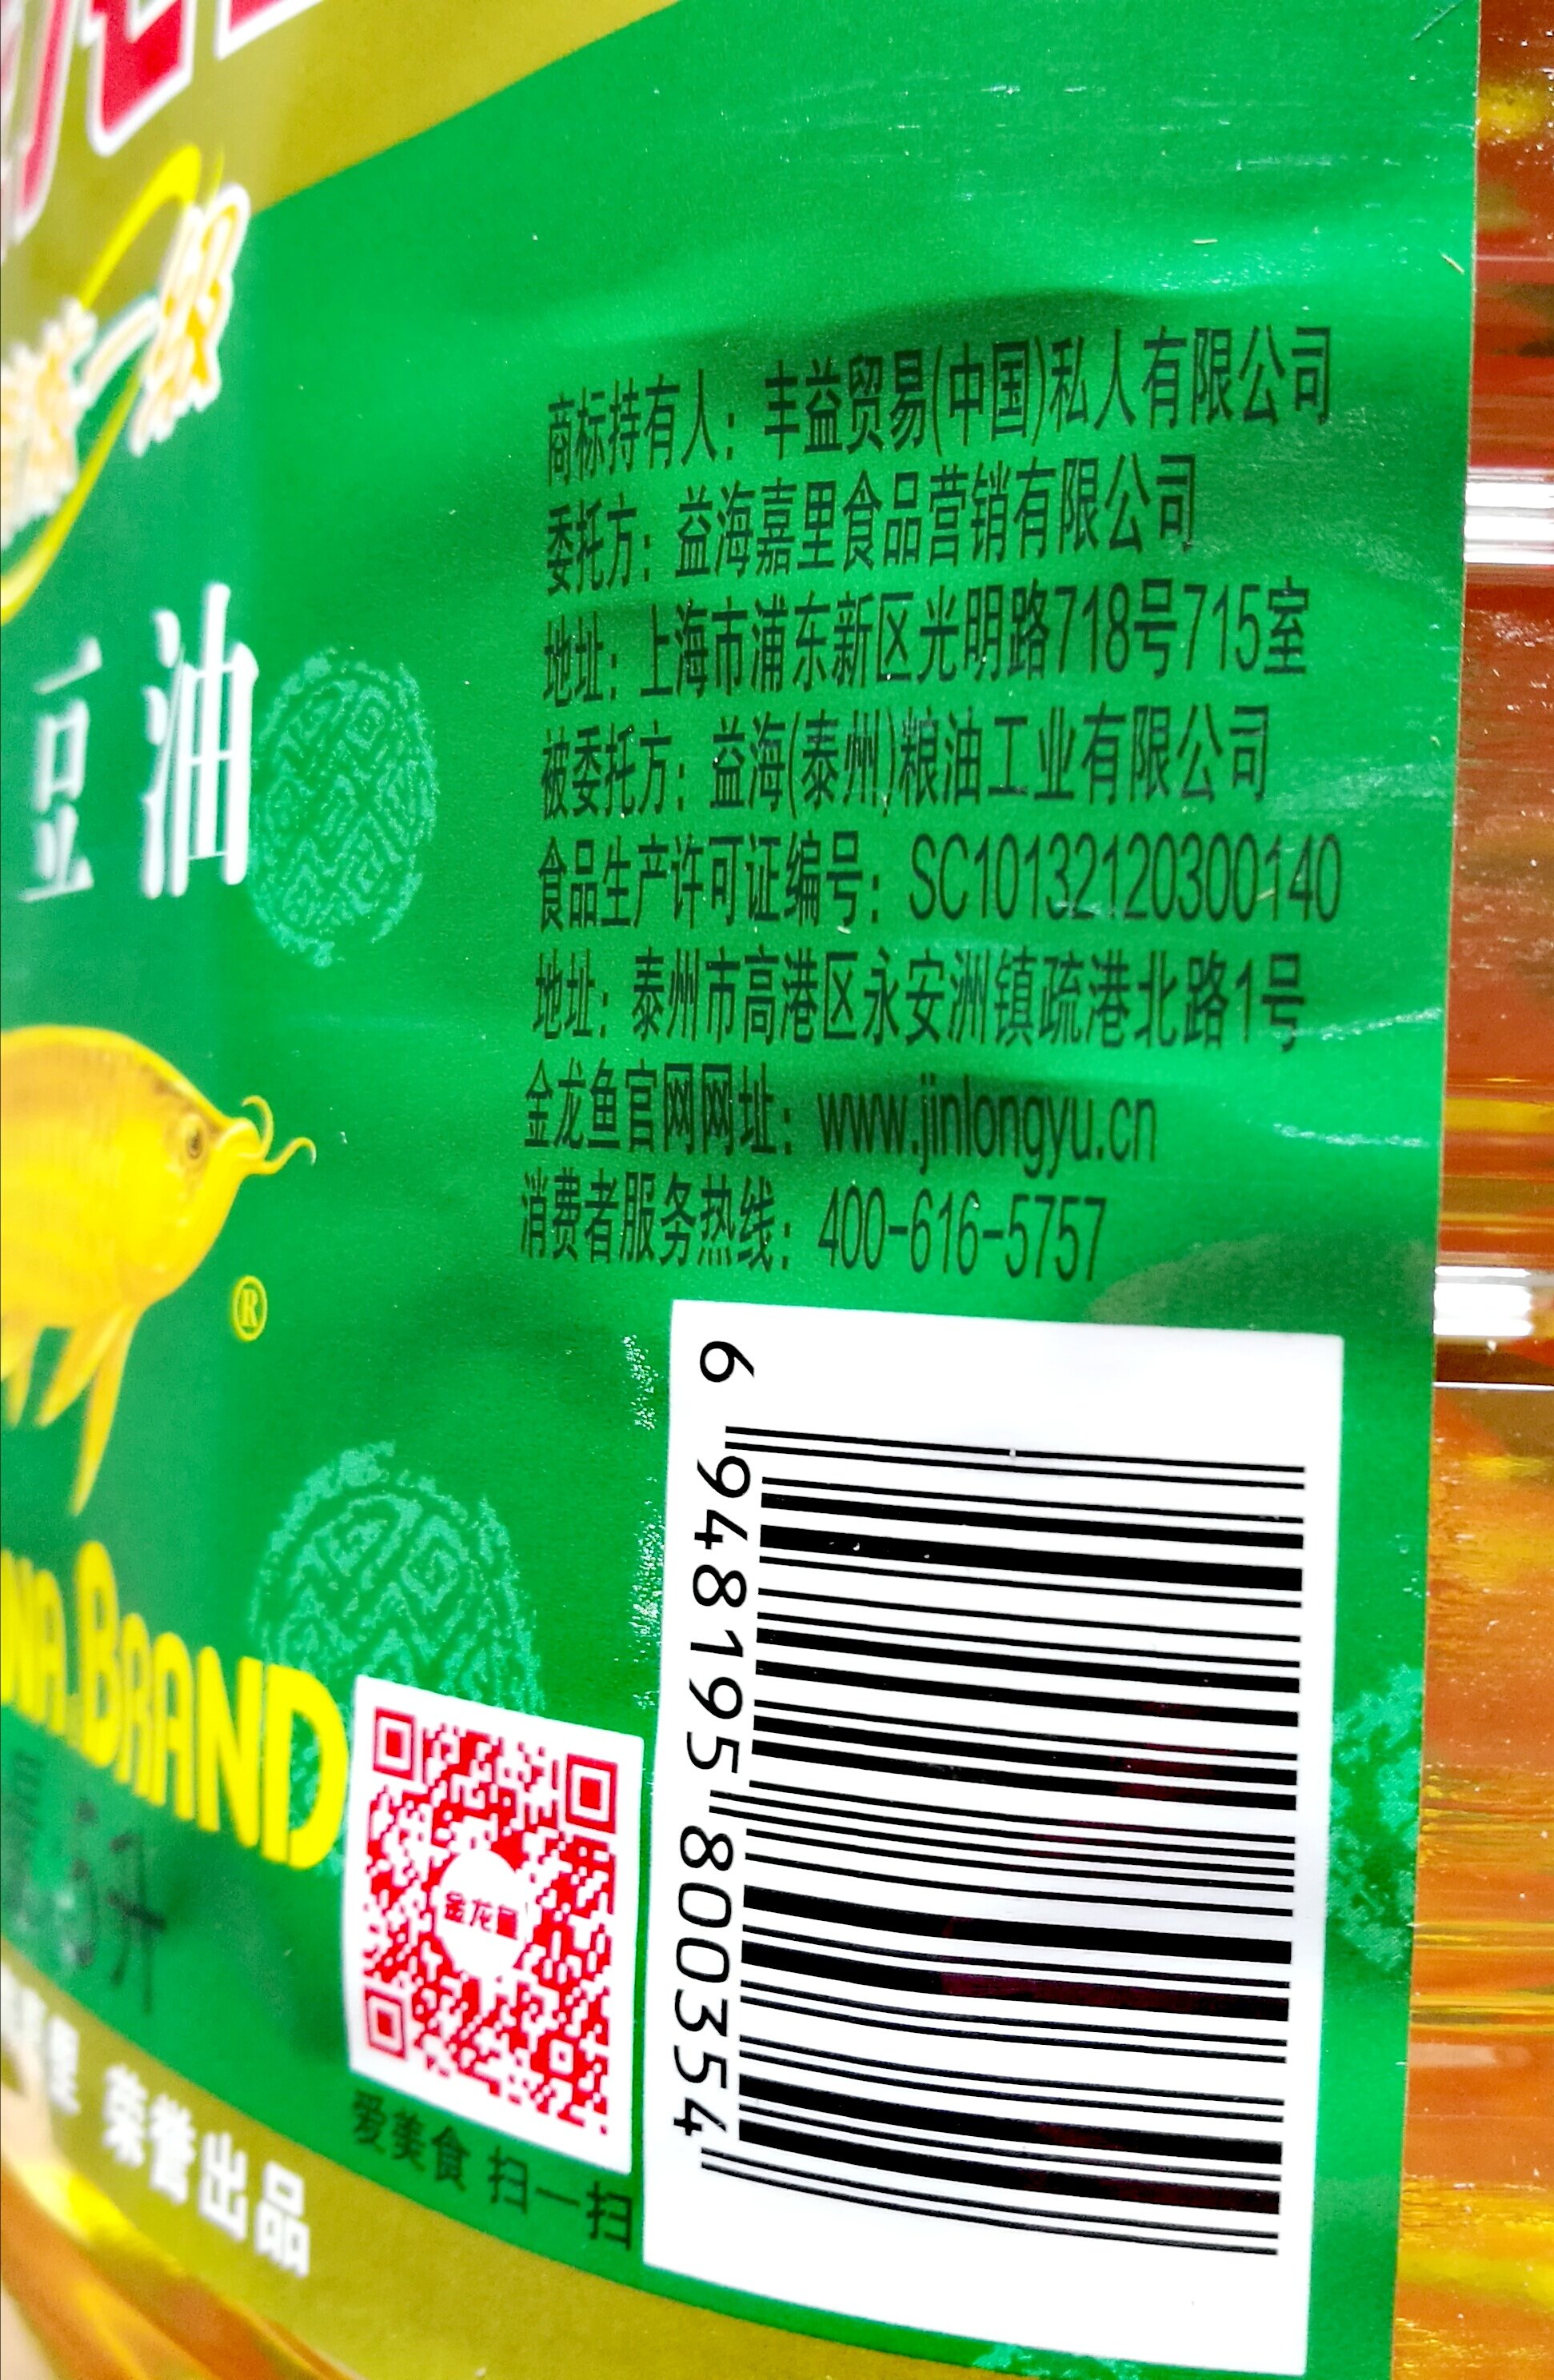 豆油
商标持有人：丰益贸易(中国)私人有限公司
委托方：益海嘉里食品营销有限公司
地址：上海市浦东新区光明路718号715室
被委托方：益海(泰州)粮油工业有限公司
食品生产许可证编号：SC10132120300140
地址：泰州市高港区永安洲镇疏港北路1号
金龙鱼官网网址：www.jinlongyu.cn
消费者服务热线：400-616-5757
®
BRAND
5升
金龙鱼
爱美食 扫一扫
6 948195 800354
荣誉出品